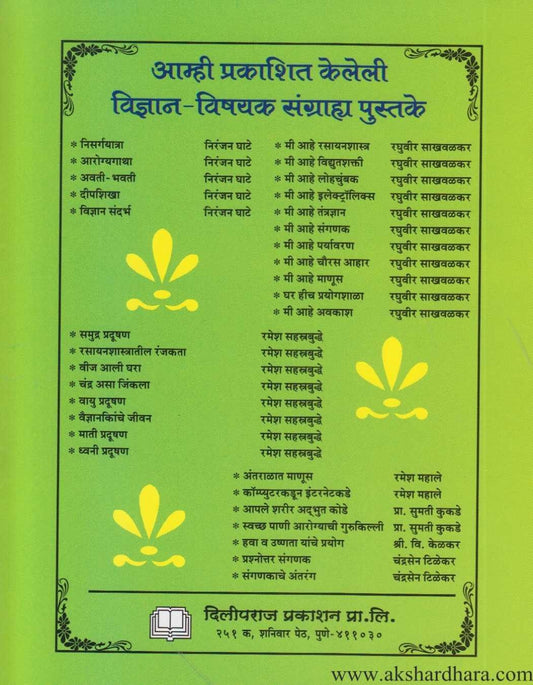 आम्ही प्रकाशित केलेली
विज्ञान-विषयक संग्राह्य पुस्तके
* निसर्गयात्रा निरंजन घाटे
* आरोग्यगाथा निरंजन घाटे
* अवती-भवती निरंजन घाटे
* दीपशिखा निरंजन घाटे
* विज्ञान संदर्भ निरंजन घाटे
* मी आहे रसायनशास्त्र रघुवीर साखवळकर
* मी आहे विद्युतशक्ती रघुवीर साखवळकर
* मी आहे लोहचुंबक रघुवीर साखवळकर
* मी आहे इलेक्ट्रॉलिक्स रघुवीर साखवळकर
* मी आहे तंत्रज्ञान रघुवीर साखवळकर
* मी आहे संगणक रघुवीर साखवळकर
* मी आहे पर्यावरण रघुवीर साखवळकर
* मी आहे चौरस आहार रघुवीर साखवळकर
* मी आहे माणूस रघुवीर साखवळकर
* घर हीच प्रयोगशाळा रघुवीर साखवळकर
* मी आहे अवकाश रघुवीर साखवळकर
* समुद्र प्रदूषण रमेश सहस्रबुद्धे
* रसायनशास्त्रातील रंजकता रमेश सहस्रबुद्धे
* वीज आली घरा रमेश सहस्रबुद्धे
* चंद्र असा जिंकला रमेश सहस्रबुद्धे
* वायु प्रदूषण रमेश सहस्रबुद्धे
* वैज्ञानिकांचे जीवन रमेश सहस्रबुद्धे
* माती प्रदूषण रमेश सहस्रबुद्धे
* ध्वनी प्रदूषण रमेश सहस्रबुद्धे
* अंतराळात माणूस रमेश महाले
* कॉम्प्युटरकडून इंटरनेटकडे रमेश महाले
* आपले शरीर अद्‌भुत कोडे प्रा. सुमती कुकडे
* स्वच्छ पाणी आरोग्याची गुरुकिल्ली प्रा. सुमती कुकडे
* हवा व उष्णता यांचे प्रयोग श्री. वि. केळकर
* प्रश्नोत्तर संगणक चंद्रसेन टिळेकर
* संगणकाचे अंतरंग चंद्रसेन टिळेकर
दिलीपराज प्रकाशन प्रा.लि.
२५१ क, शनिवार पेठ, पुणे-४११०३०
www.akshardhara.com